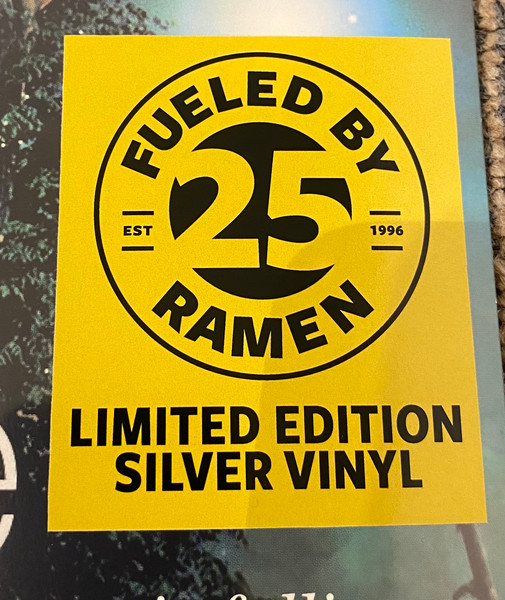 FUELED BY
25
EST
1996
RAMEN
LIMITED EDITION
SILVER VINYL